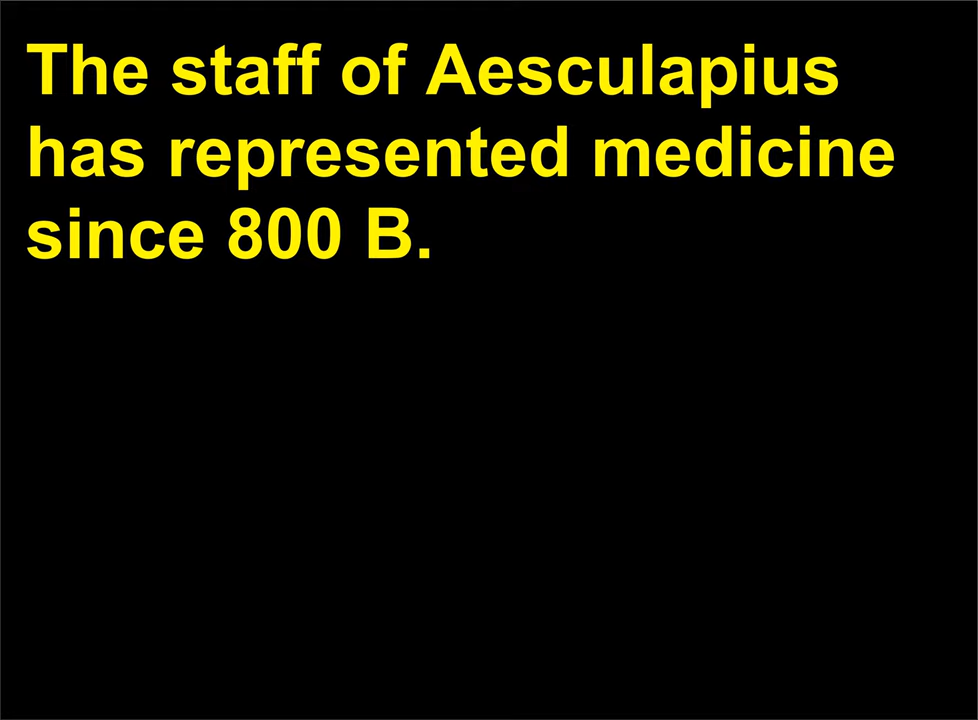 The staff of Aesculapius
has represented medicine
since 800 B.